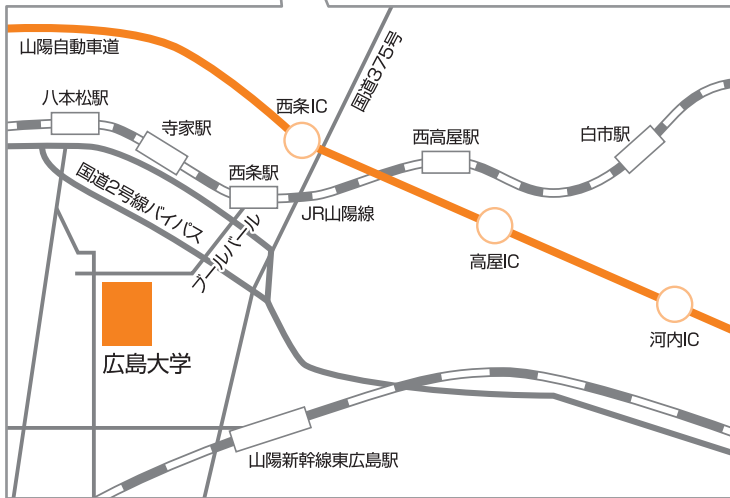 山陽自動車道
国道375号
八本松駅
西条IC
寺家駅
西高屋駅
白市駅
西条駅
国道2号線バイパス
JR山陽線
ブールバール
高屋IC
河内IC
広島大学
山陽新幹線東広島駅